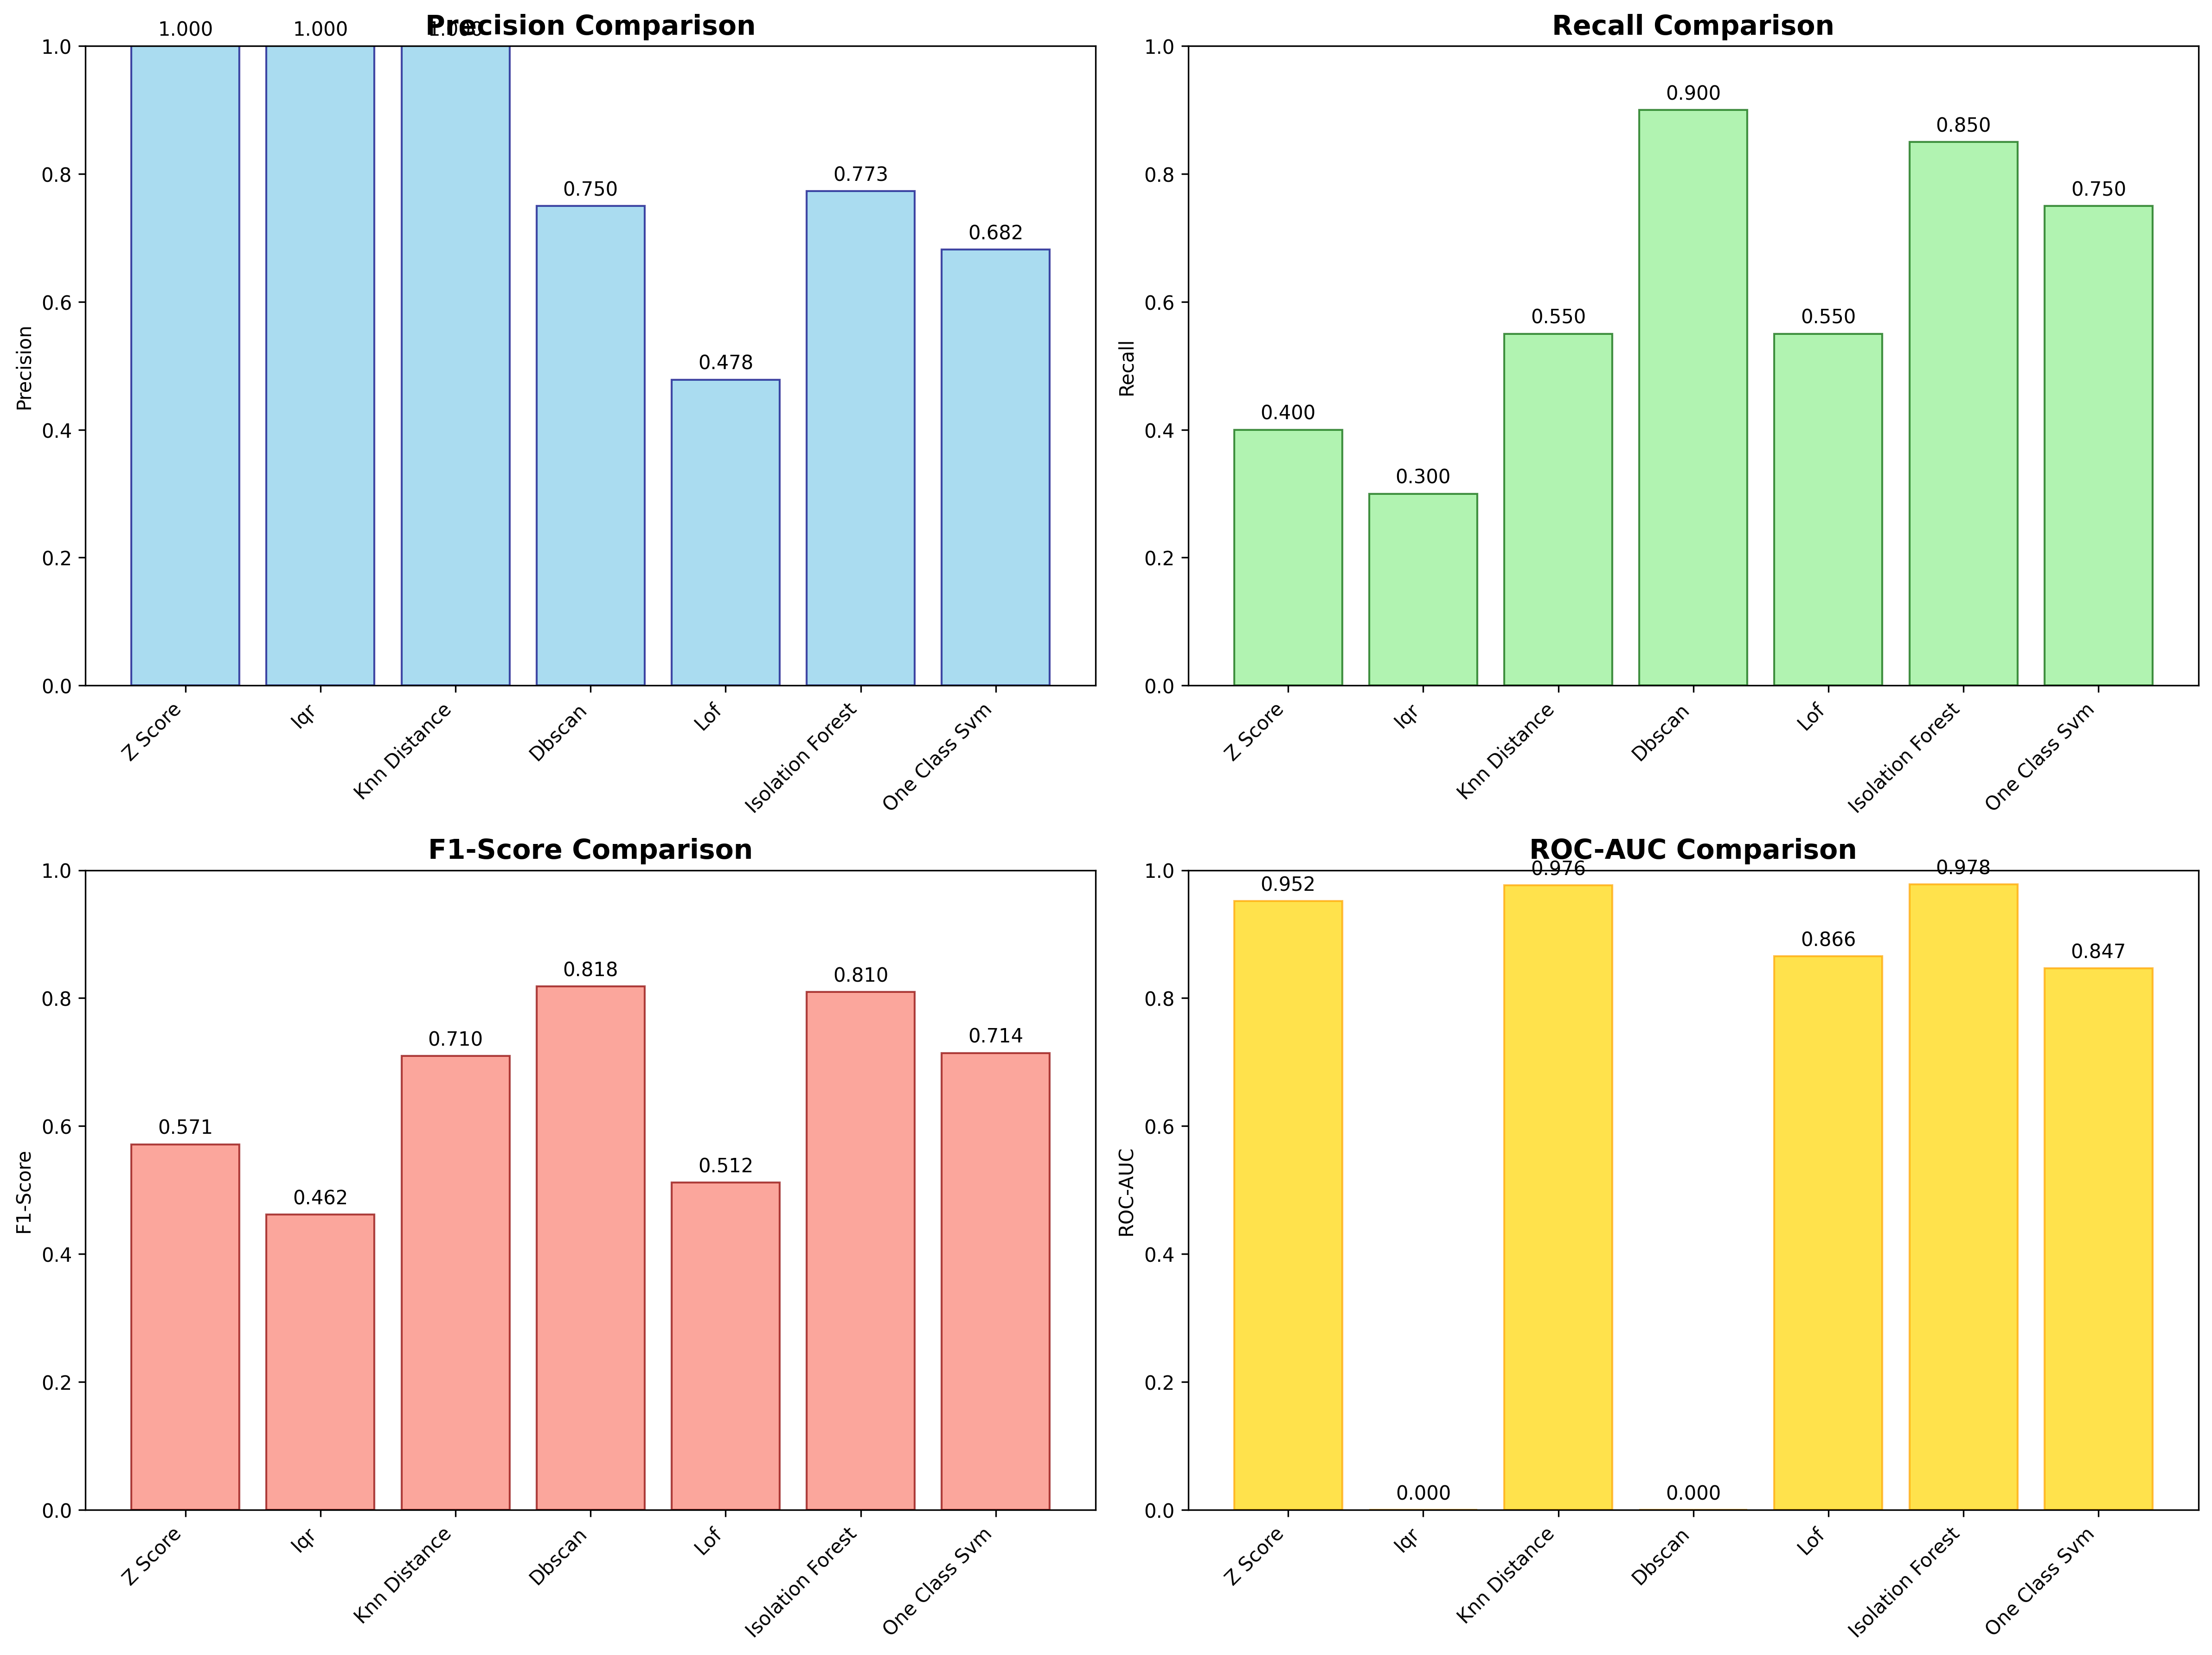 Precision Comparison
1.000
1.000
1.000
0.750
0.478
0.773
0.682
1.0
0.8
0.6
0.4
0.2
0.0
Precision
Z Score
Iqr
Knn Distance
Dbscan
Lof
Isolation Forest
One Class Svm
Recall Comparison
0.400
0.300
0.550
0.900
0.550
0.850
0.750
1.0
0.8
0.6
0.4
0.2
0.0
Recall
Z Score
Iqr
Knn Distance
Dbscan
Lof
Isolation Forest
One Class Svm
F1-Score Comparison
0.571
0.462
0.710
0.818
0.512
0.810
0.714
1.0
0.8
0.6
0.4
0.2
0.0
F1-Score
Z Score
Iqr
Knn Distance
Dbscan
Lof
Isolation Forest
One Class Svm
ROC-AUC Comparison
0.952
0.000
0.976
0.000
0.866
0.978
0.847
1.0
0.8
0.6
0.4
0.2
0.0
ROC-AUC
Z Score
Iqr
Knn Distance
Dbscan
Lof
Isolation Forest
One Class Svm